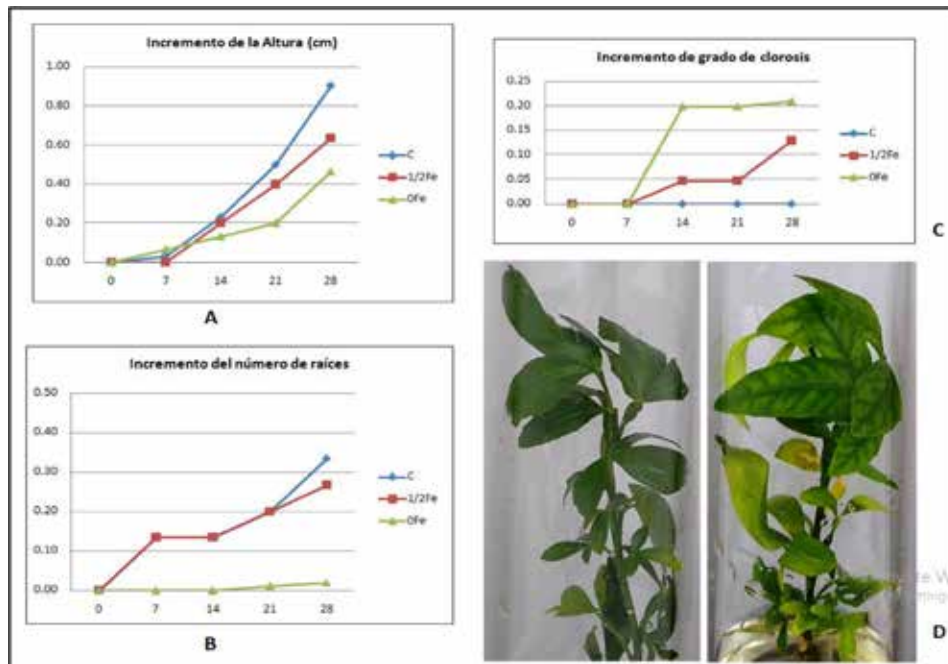 Incremento de la Altura (cm)
1.00
0.80
0.60
0.40
0.20
0.00
0 7 14 21 28
C
1/2Fe
0Fe
A
Incremento del número de raíces
0.50
0.40
0.30
0.20
0.10
0.00
0 7 14 21 28
C
1/2Fe
0Fe
B
Incremento de grado de clorosis
0.25
0.20
0.15
0.10
0.05
0.00
0 7 14 21 28
C
1/2Fe
0Fe
C
D